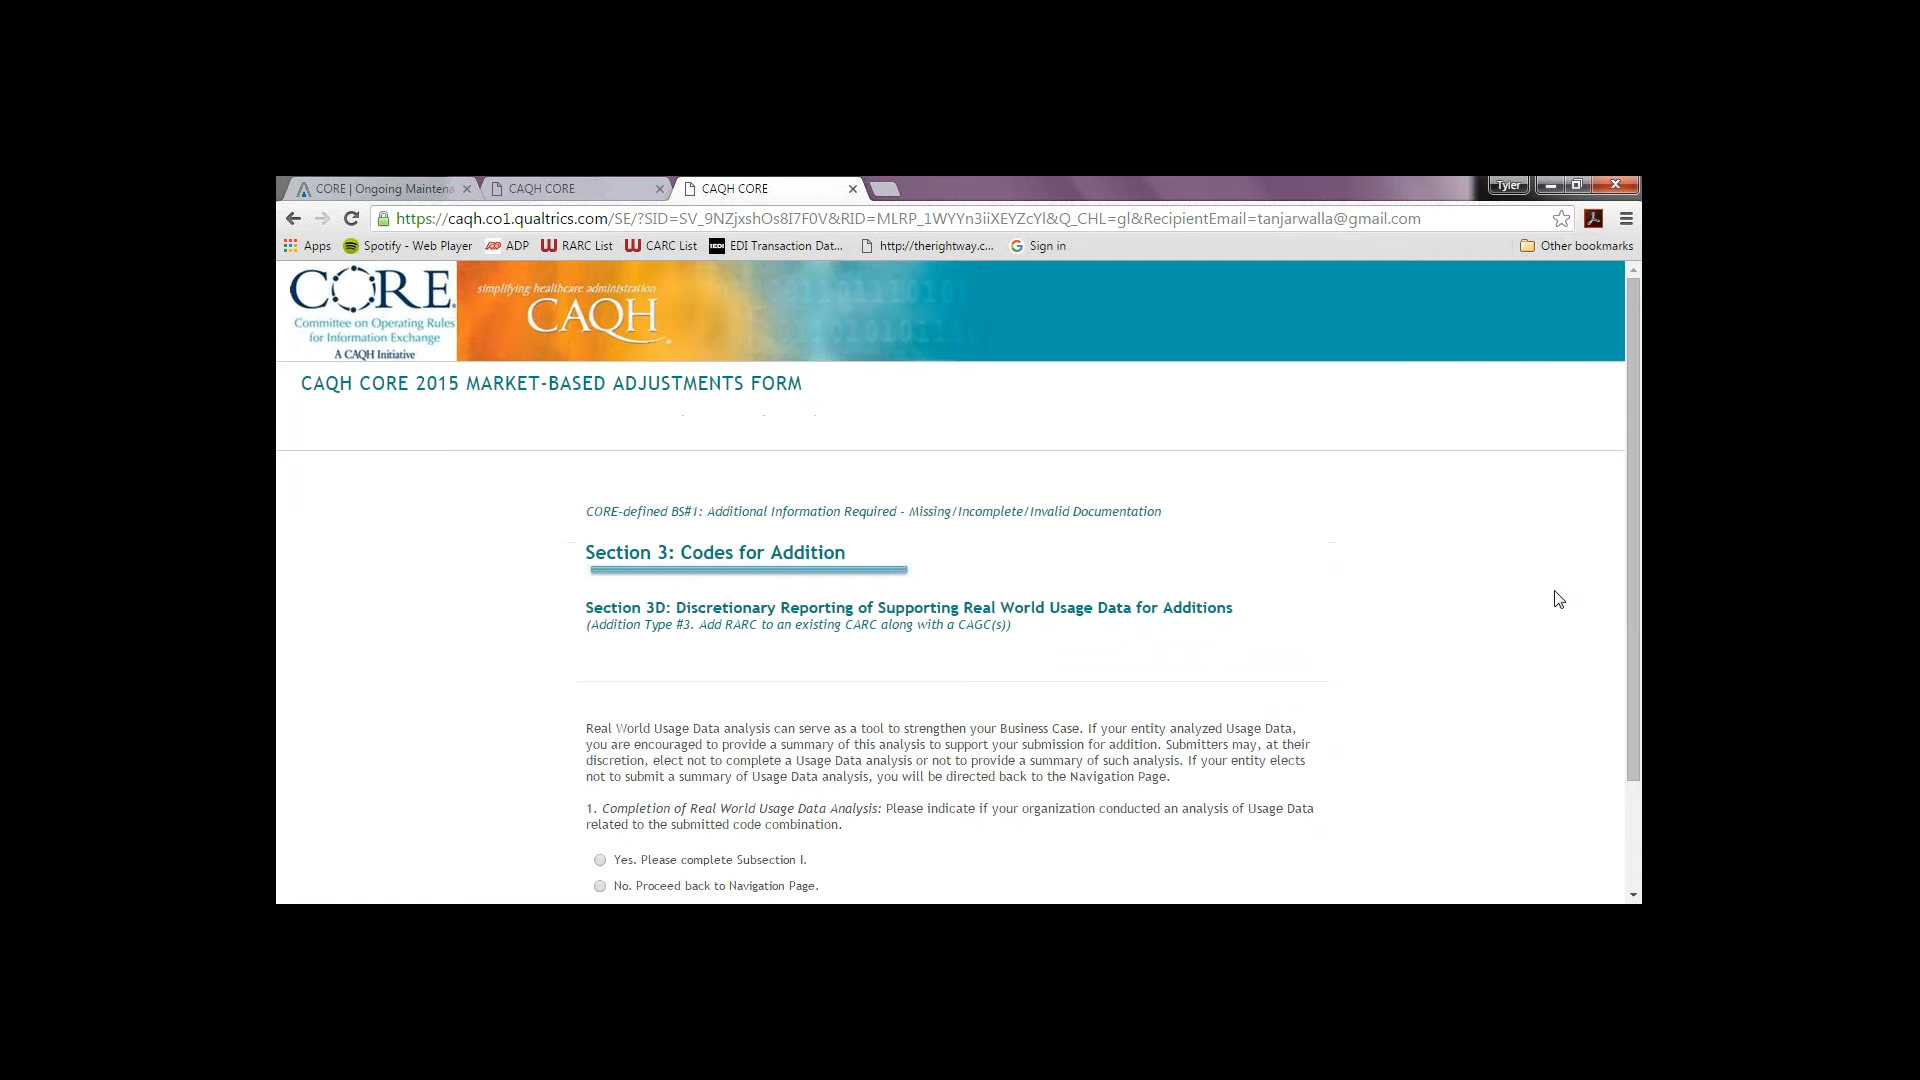 CORE | Ongoing Maintena
CAQH CORE
CAQH CORE
Tyler
https://caqh.co1.qualtrics.com/SE/?SID=SV_9NZjxshOs8I7F0V&RID=MLRP_1WYYn3iiXEYZcYl&Q_CHL=gl&RecipientEmail=tanjarwalla@gmail.com
Apps Spotify - Web Player ADP RARC List CARC List EDI Transaction Dat... http://therightway.c... Sign in Other bookmarks
CORE
Committee on Operating Rules
for Information Exchange
A CAQH Initiative
simplifying healthcare administration
CAQH
CAQH CORE 2015 MARKET-BASED ADJUSTMENTS FORM
CORE-defined BS#1: Additional Information Required - Missing/Incomplete/Invalid Documentation
Section 3: Codes for Addition
Section 3D: Discretionary Reporting of Supporting Real World Usage Data for Additions
(Addition Type #3. Add RARC to an existing CARC along with a CAGC(s))
Real World Usage Data analysis can serve as a tool to strengthen your Business Case. If your entity analyzed Usage Data,
you are encouraged to provide a summary of this analysis to support your submission for addition. Submitters may, at their
discretion, elect not to complete a Usage Data analysis or not to provide a summary of such analysis. If your entity elects
not to submit a summary of Usage Data analysis, you will be directed back to the Navigation Page.
1. Completion of Real World Usage Data Analysis: Please indicate if your organization conducted an analysis of Usage Data
related to the submitted code combination.
Yes. Please complete Subsection I.
No. Proceed back to Navigation Page.